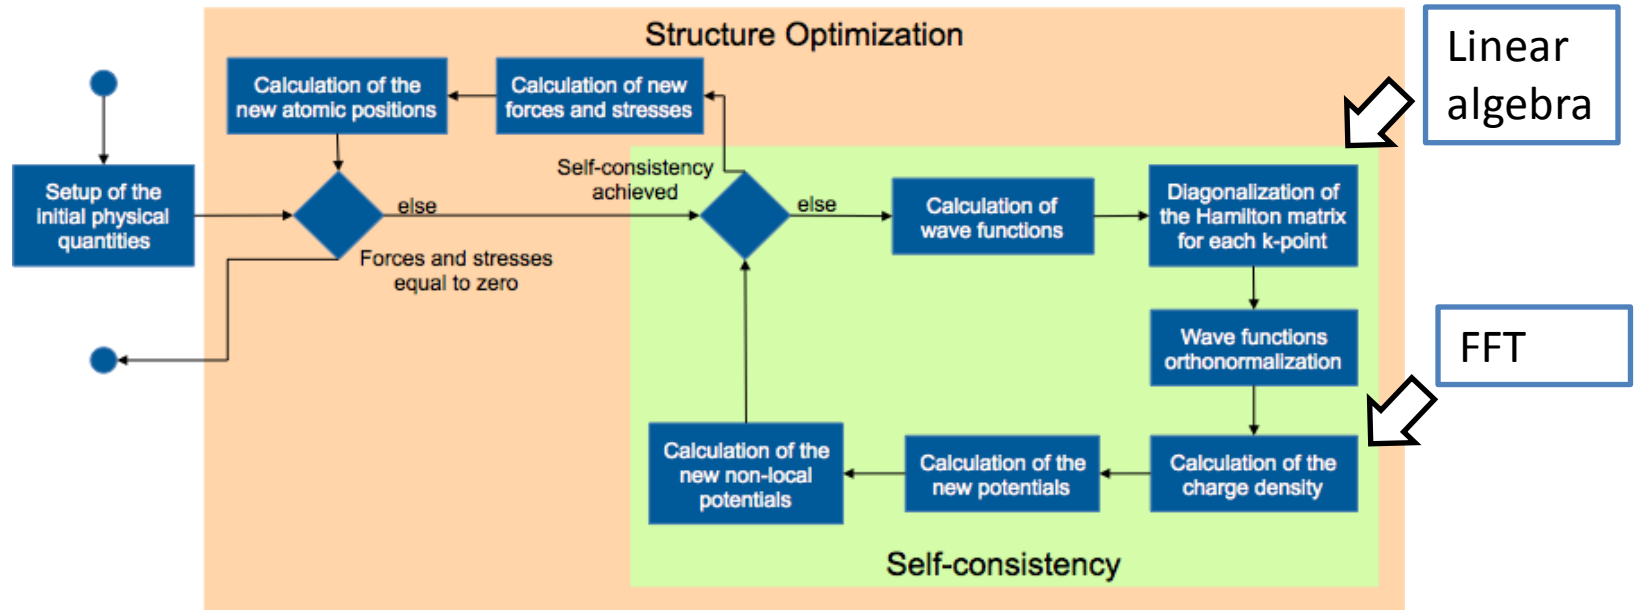 Structure Optimization
Linear
algebra
Calculation of the
new atomic positions
Calculation of new
forces and stresses
Setup of the
initial physical
quantities
else
Self-consistency
achieved
else
Calculation of
wave functions
Diagonalization of
the Hamilton matrix
for each k-point
Forces and stresses
equal to zero
Wave functions
orthonormalization
FFT
Calculation of the
new non-local
potentials
Calculation of the
new potentials
Calculation of the
charge density
Self-consistency